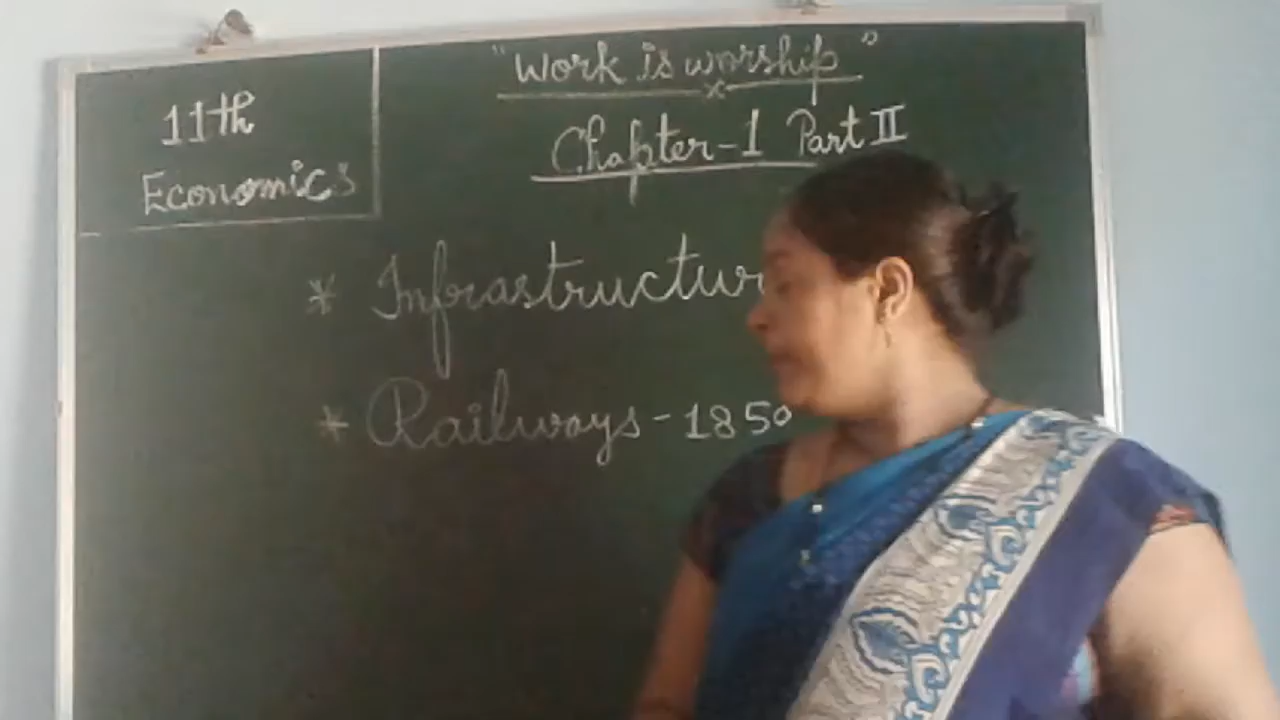 "Work is worship"
11th
Economics
Chapter-1 Part II
* Infrastructur
* Railways - 1850